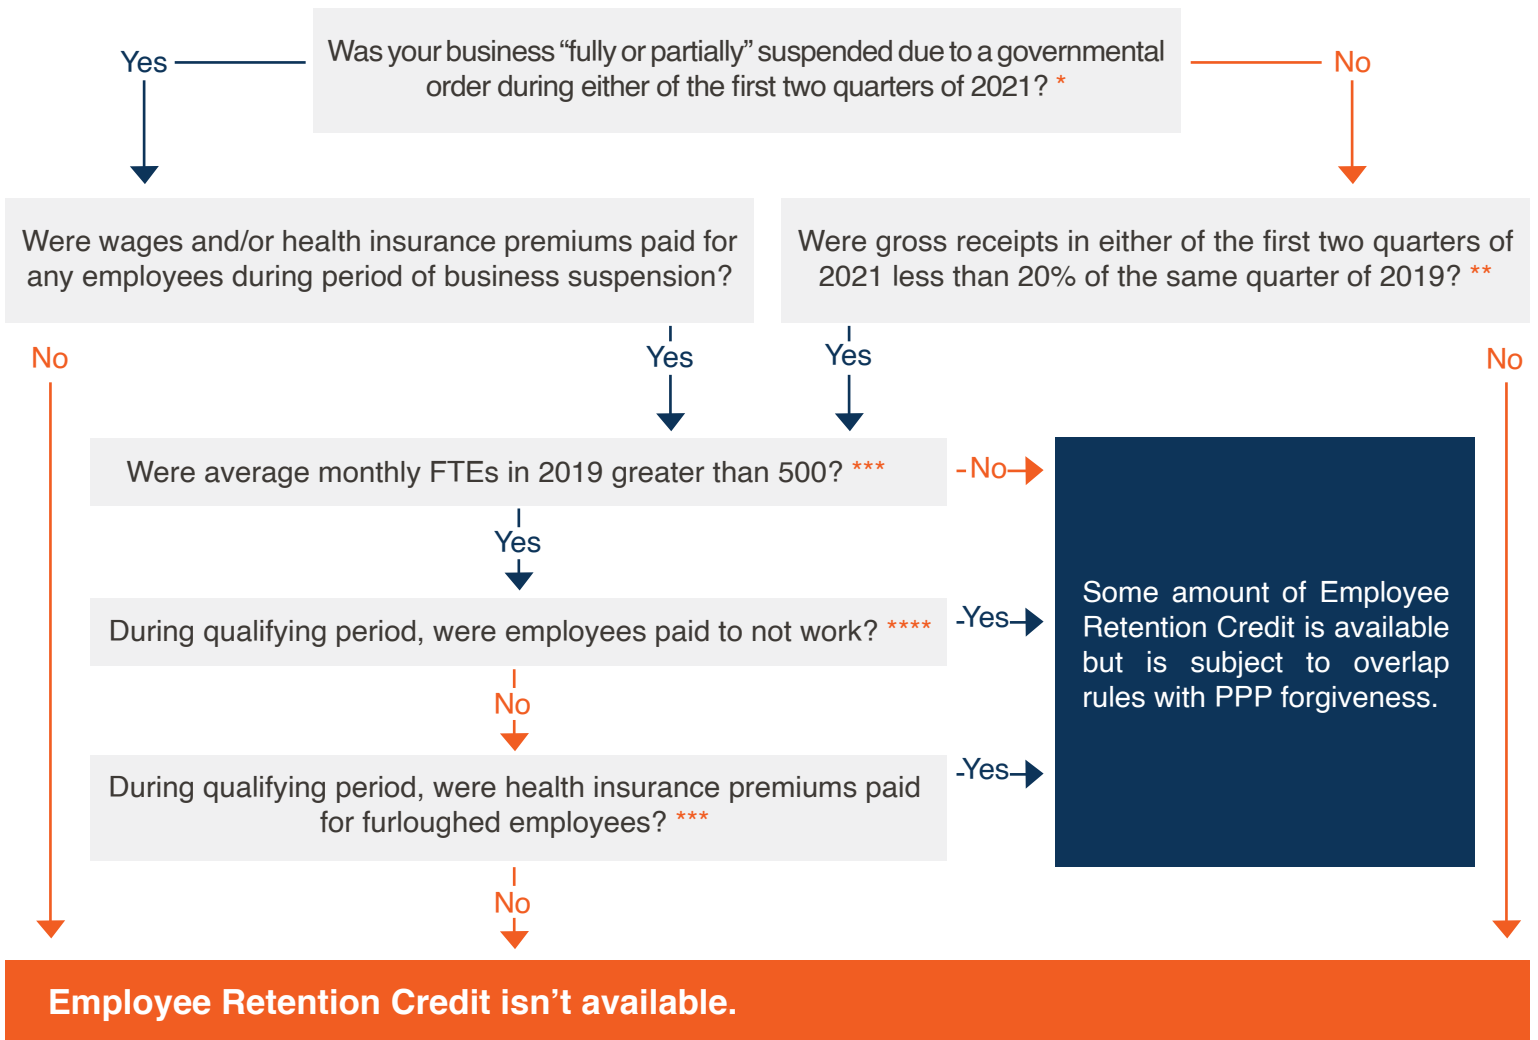 Was your business “fully or partially” suspended due to a governmental
order during either of the first two quarters of 2021? *
Yes
No
Were wages and/or health insurance premiums paid for
any employees during period of business suspension?
Were gross receipts in either of the first two quarters of
2021 less than 20% of the same quarter of 2019? **
No
Yes
Yes
No
Were average monthly FTEs in 2019 greater than 500? ***
No
Yes
During qualifying period, were employees paid to not work? ****
Yes
No
During qualifying period, were health insurance premiums paid
for furloughed employees? ***
Yes
No
Some amount of Employee
Retention Credit is available
but is subject to overlap
rules with PPP forgiveness.
Employee Retention Credit isn’t available.